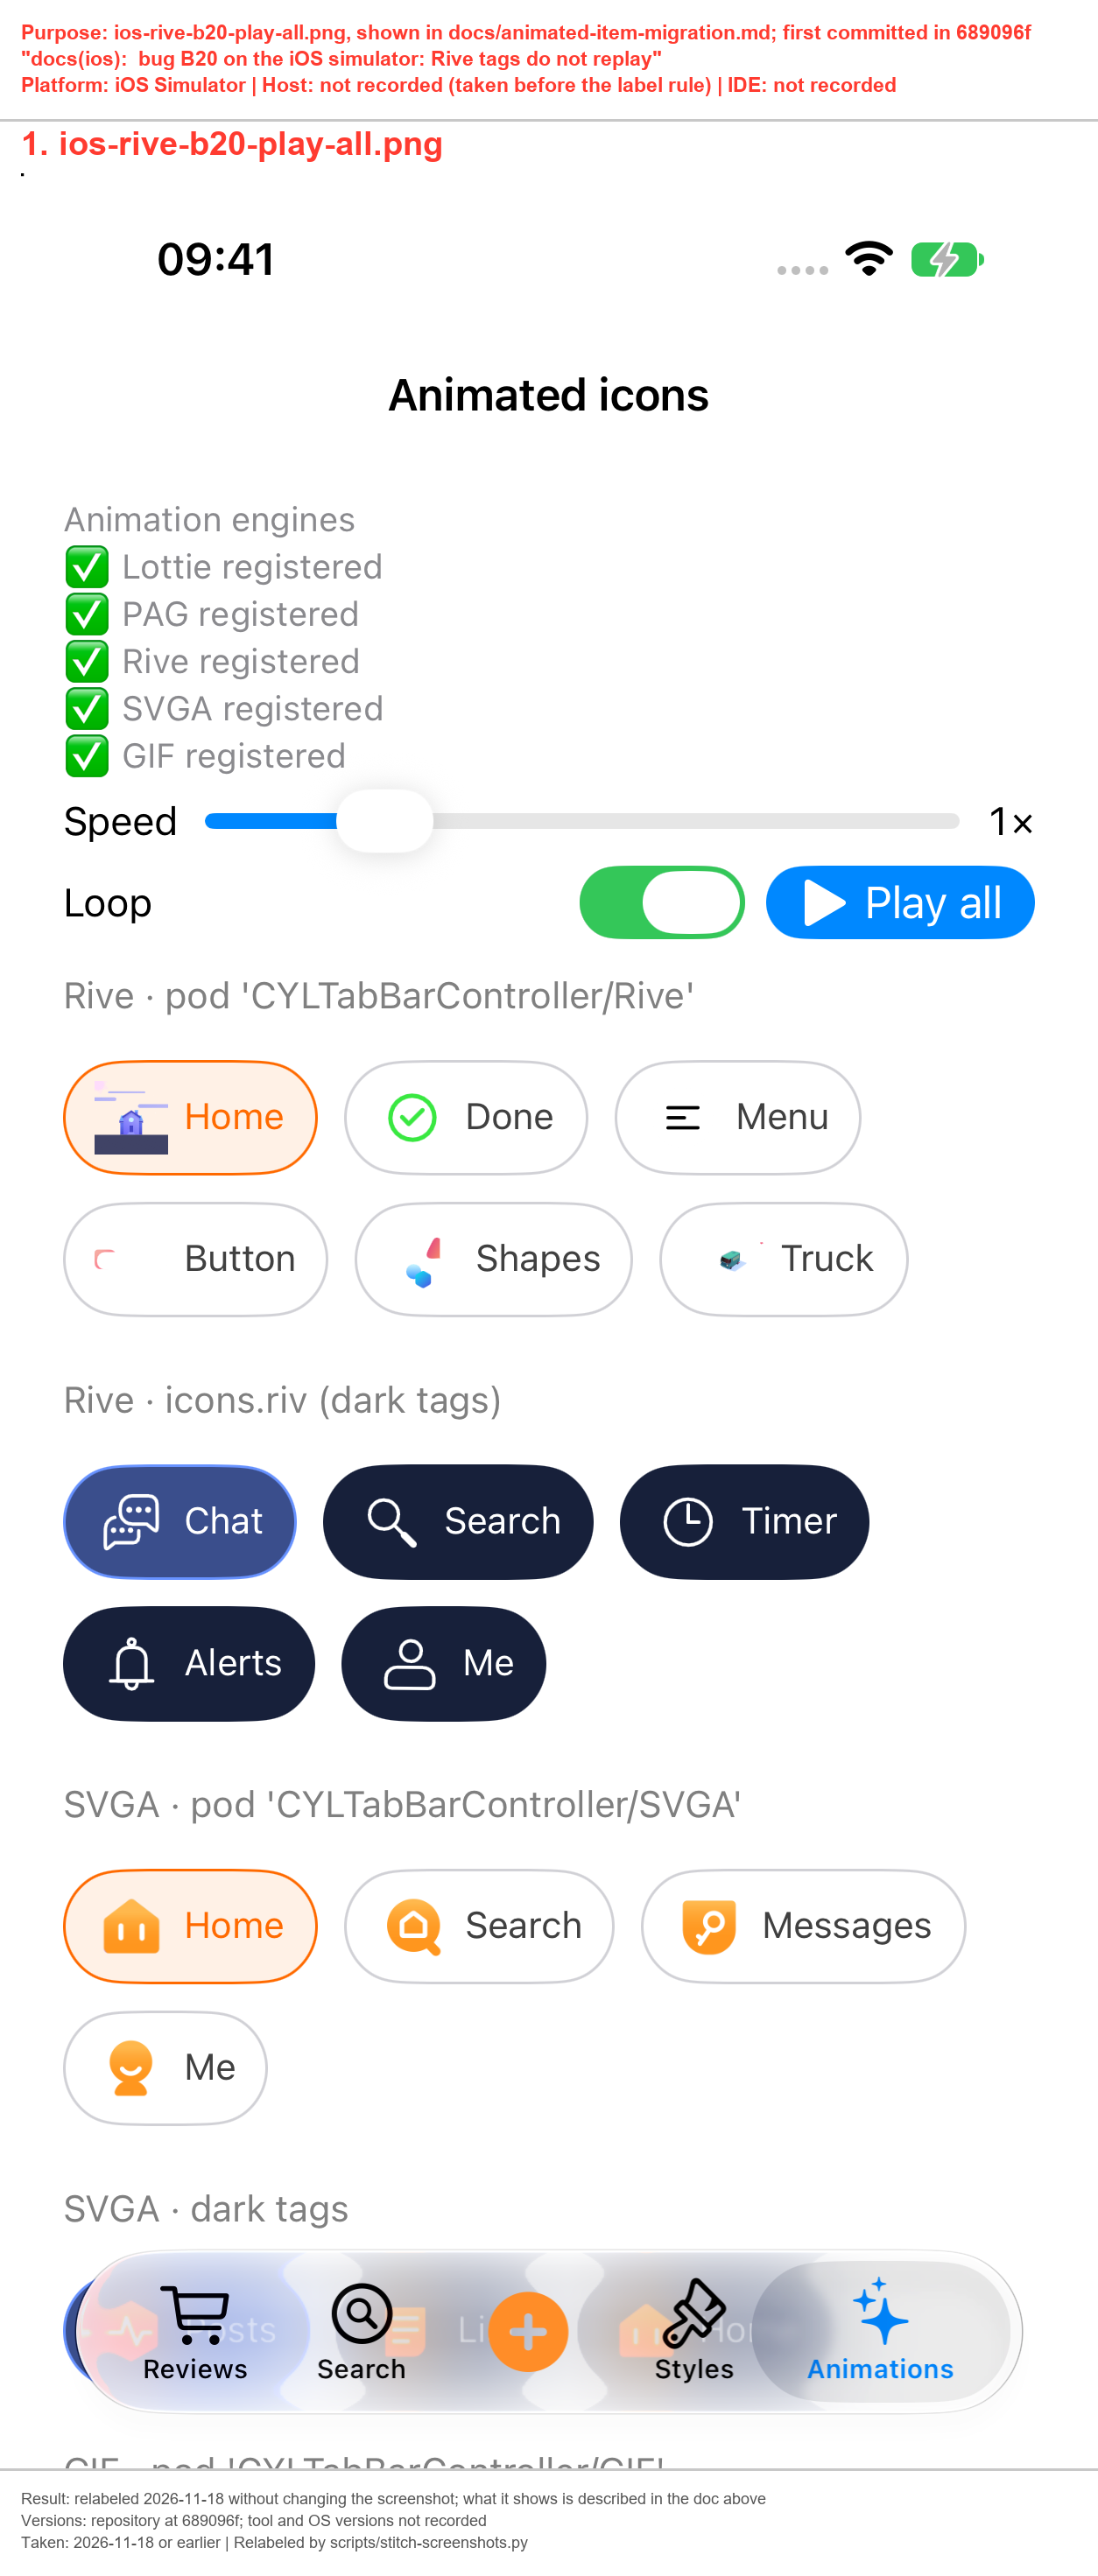 Purpose: ios-rive-b20-play-all.png, shown in docs/animated-item-migration.md; first committed in 689096f
"docs(ios):  bug B20 on the iOS simulator: Rive tags do not replay"
Platform: iOS Simulator | Host: not recorded (taken before the label rule) | IDE: not recorded
1. ios-rive-b20-play-all.png
09:41
Animated icons
Animation engines
✅ Lottie registered
✅ PAG registered
✅ Rive registered
✅ SVGA registered
✅ GIF registered
Speed 1×
Loop Play all
Rive · pod 'CYLTabBarController/Rive'
Home Done Menu
Button Shapes Truck
Rive · icons.riv (dark tags)
Chat Search Timer
Alerts Me
SVGA · pod 'CYLTabBarController/SVGA'
Home Search Messages
Me
SVGA · dark tags
Reviews Search Styles Animations
GIF · pod 'CYLTabBarController/GIF'
Result: relabeled 2026-11-18 without changing the screenshot; what it shows is described in the doc above
Versions: repository at 689096f; tool and OS versions not recorded
Taken: 2026-11-18 or earlier | Relabeled by scripts/stitch-screenshots.py